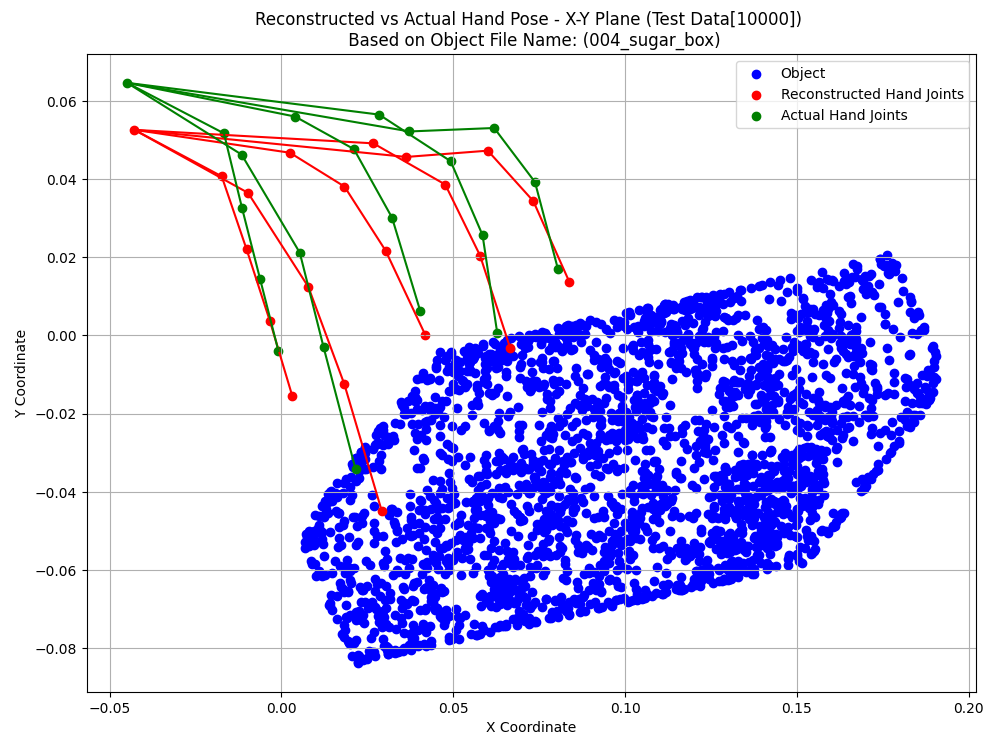 Reconstructed vs Actual Hand Pose - X-Y Plane (Test Data[10000])
Based on Object File Name: (004_sugar_box)
Object
Reconstructed Hand Joints
Actual Hand Joints
Y Coordinate
0.06
0.04
0.02
0.00
−0.02
−0.04
−0.06
−0.08
−0.05
0.00
0.05
0.10
0.15
0.20
X Coordinate